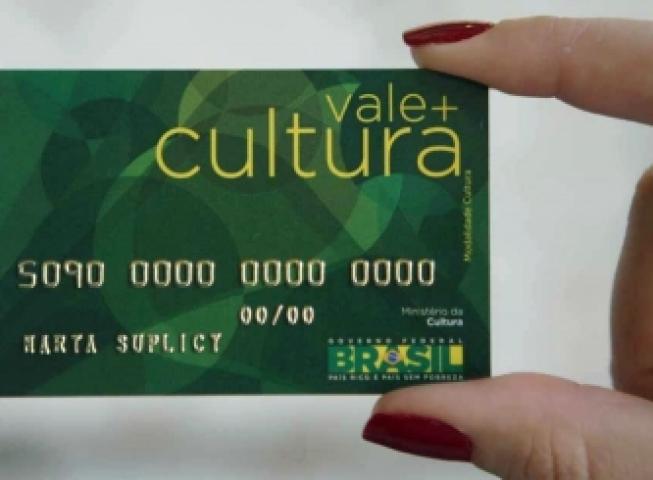 vale+
cultura
Modalidade Cultura
5090 0000 0000 0000
00/00
MARTA SUPLICY
Ministério da
Cultura
GOVERNO FEDERAL
BRASIL
PAÍS RICO É PAÍS SEM POBREZA